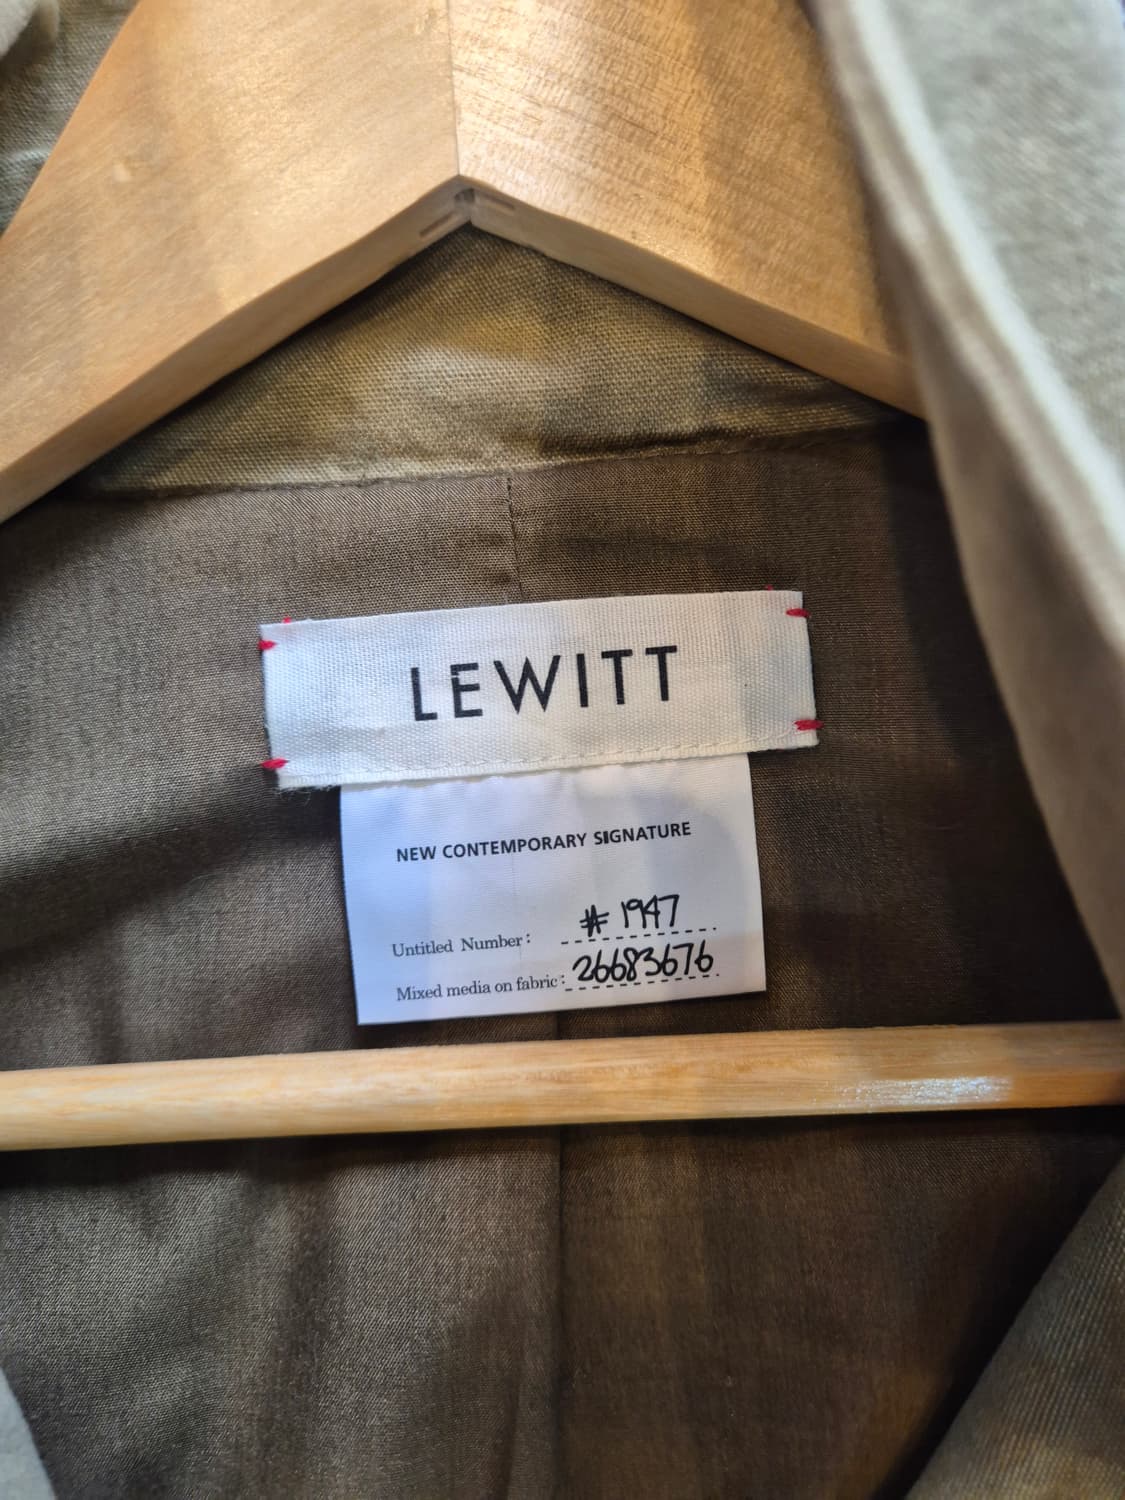 LEWITT
NEW CONTEMPORARY SIGNATURE
Untitled Number: # 1947
Mixed media on fabric: 26683676